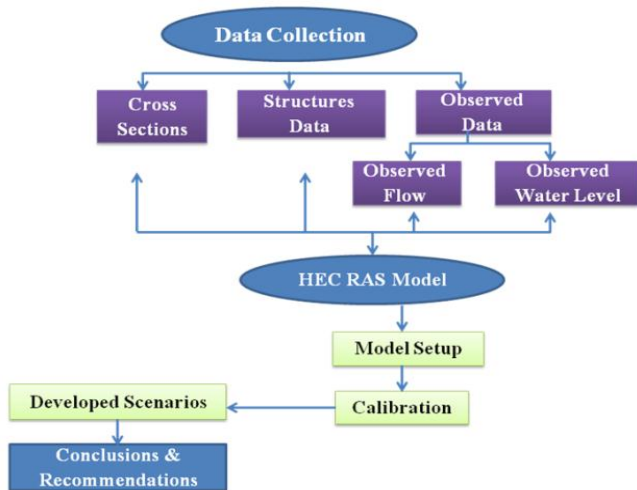 Data Collection
Cross
Sections
Structures
Data
Observed
Data
Observed
Flow
Observed
Water Level
HEC RAS Model
Model Setup
Developed Scenarios
Calibration
Conclusions &
Recommendations